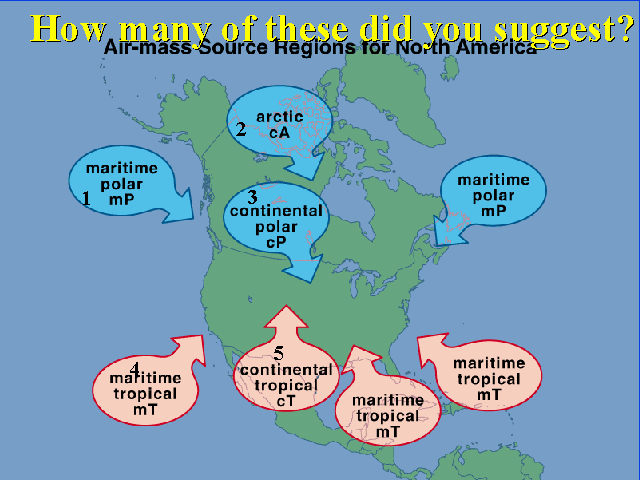 How many of these did you suggest?
Air-mass Source Regions for North America
2
arctic
cA
1
maritime
polar
mP
3
continental
polar
cP
maritime
polar
mP
4
maritime
tropical
mT
5
continental
tropical
cT
maritime
tropical
mT
maritime
tropical
mT